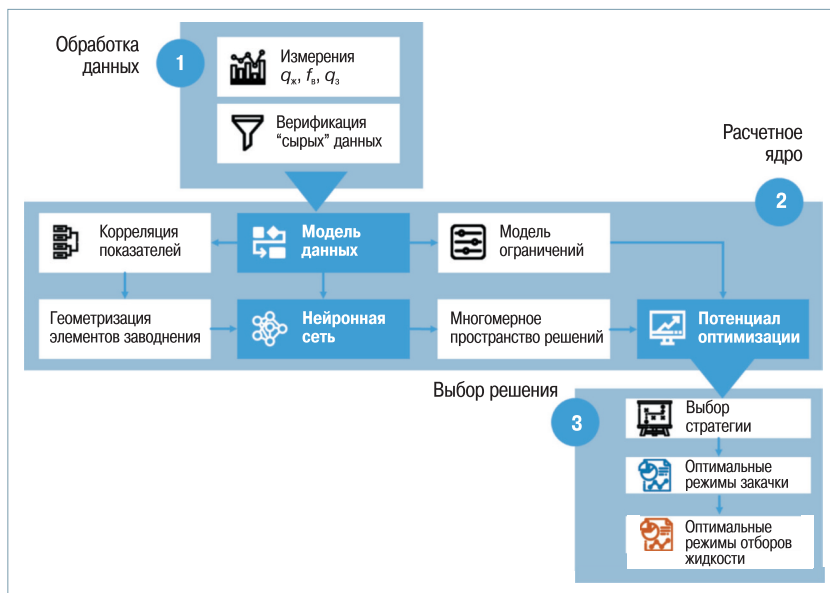 Обработка
данных
1
Измерения
qж, fв, qз
Верификация
“сырых” данных
Расчетное
ядро
2
Корреляция
показателей
Модель
данных
Модель
ограничений
Геометризация
элементов заводнения
Нейронная
сеть
Многомерное
пространство решений
Потенциал
оптимизации
Выбор решения
3
Выбор
стратегии
Оптимальные
режимы закачки
Оптимальные
режимы отборов
жидкости